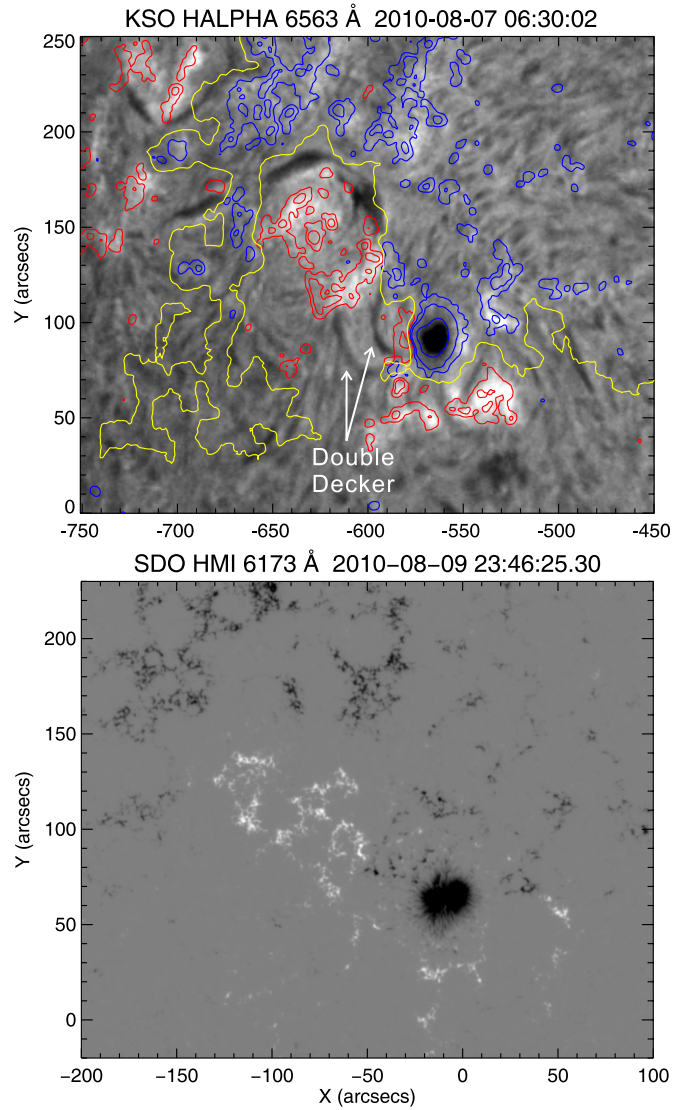 KSO HALPHA 6563 Å 2010-08-07 06:30:02
250
200
150
100
50
0
Y (arcsecs)
Double
Decker
-750 -700 -650 -600 -550 -500 -450
SDO HMI 6173 Å 2010−08−09 23:46:25.30
200
150
100
50
0
Y (arcsecs)
−200 −150 −100 −50 0 50 100
X (arcsecs)